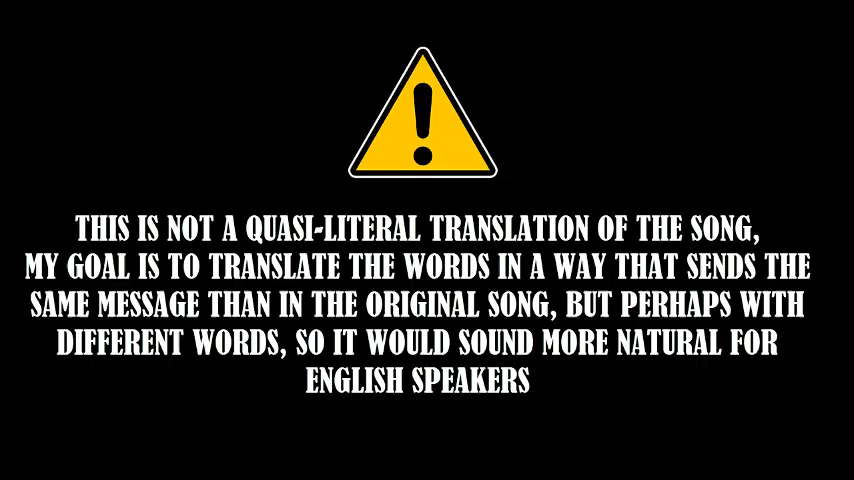 THIS IS NOT A QUASI-LITERAL TRANSLATION OF THE SONG,
MY GOAL IS TO TRANSLATE THE WORDS IN A WAY THAT SENDS THE
SAME MESSAGE THAN IN THE ORIGINAL SONG, BUT PERHAPS WITH
DIFFERENT WORDS, SO IT WOULD SOUND MORE NATURAL FOR
ENGLISH SPEAKERS